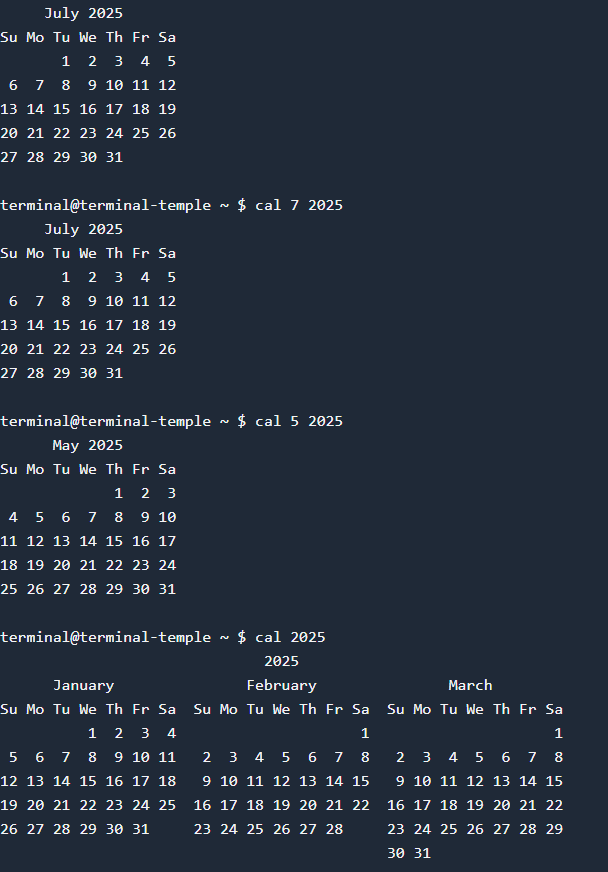 July 2025
Su Mo Tu We Th Fr Sa
       1  2  3  4  5
 6  7  8  9 10 11 12
13 14 15 16 17 18 19
20 21 22 23 24 25 26
27 28 29 30 31

terminal@terminal-temple ~ $ cal 7 2025
     July 2025
Su Mo Tu We Th Fr Sa
       1  2  3  4  5
 6  7  8  9 10 11 12
13 14 15 16 17 18 19
20 21 22 23 24 25 26
27 28 29 30 31

terminal@terminal-temple ~ $ cal 5 2025
      May 2025
Su Mo Tu We Th Fr Sa
             1  2  3
 4  5  6  7  8  9 10
11 12 13 14 15 16 17
18 19 20 21 22 23 24
25 26 27 28 29 30 31

terminal@terminal-temple ~ $ cal 2025
                              2025
      January               February               March
Su Mo Tu We Th Fr Sa  Su Mo Tu We Th Fr Sa  Su Mo Tu We Th Fr Sa
          1  2  3  4                     1                     1
 5  6  7  8  9 10 11   2  3  4  5  6  7  8   2  3  4  5  6  7  8
12 13 14 15 16 17 18   9 10 11 12 13 14 15   9 10 11 12 13 14 15
19 20 21 22 23 24 25  16 17 18 19 20 21 22  16 17 18 19 20 21 22
26 27 28 29 30 31     23 24 25 26 27 28     23 24 25 26 27 28 29
                                            30 31